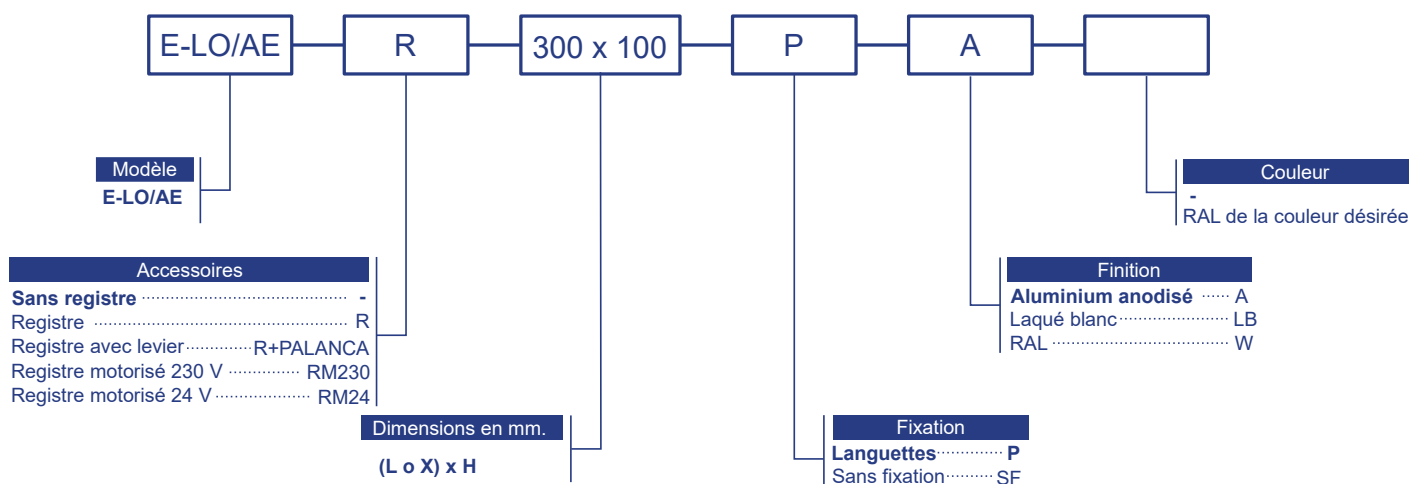 E-LO/AE R 300 x 100 P A
Modèle
E-LO/AE
Couleur
-
RAL de la couleur désirée
Accessoires
Sans registre -
Registre R
Registre avec levier R+PALANCA
Registre motorisé 230 V RM230
Registre motorisé 24 V RM24
Finition
Aluminium anodisé A
Laqué blanc LB
RAL W
Dimensions en mm.
(L o X) x H
Fixation
Languettes P
Sans fixation SF